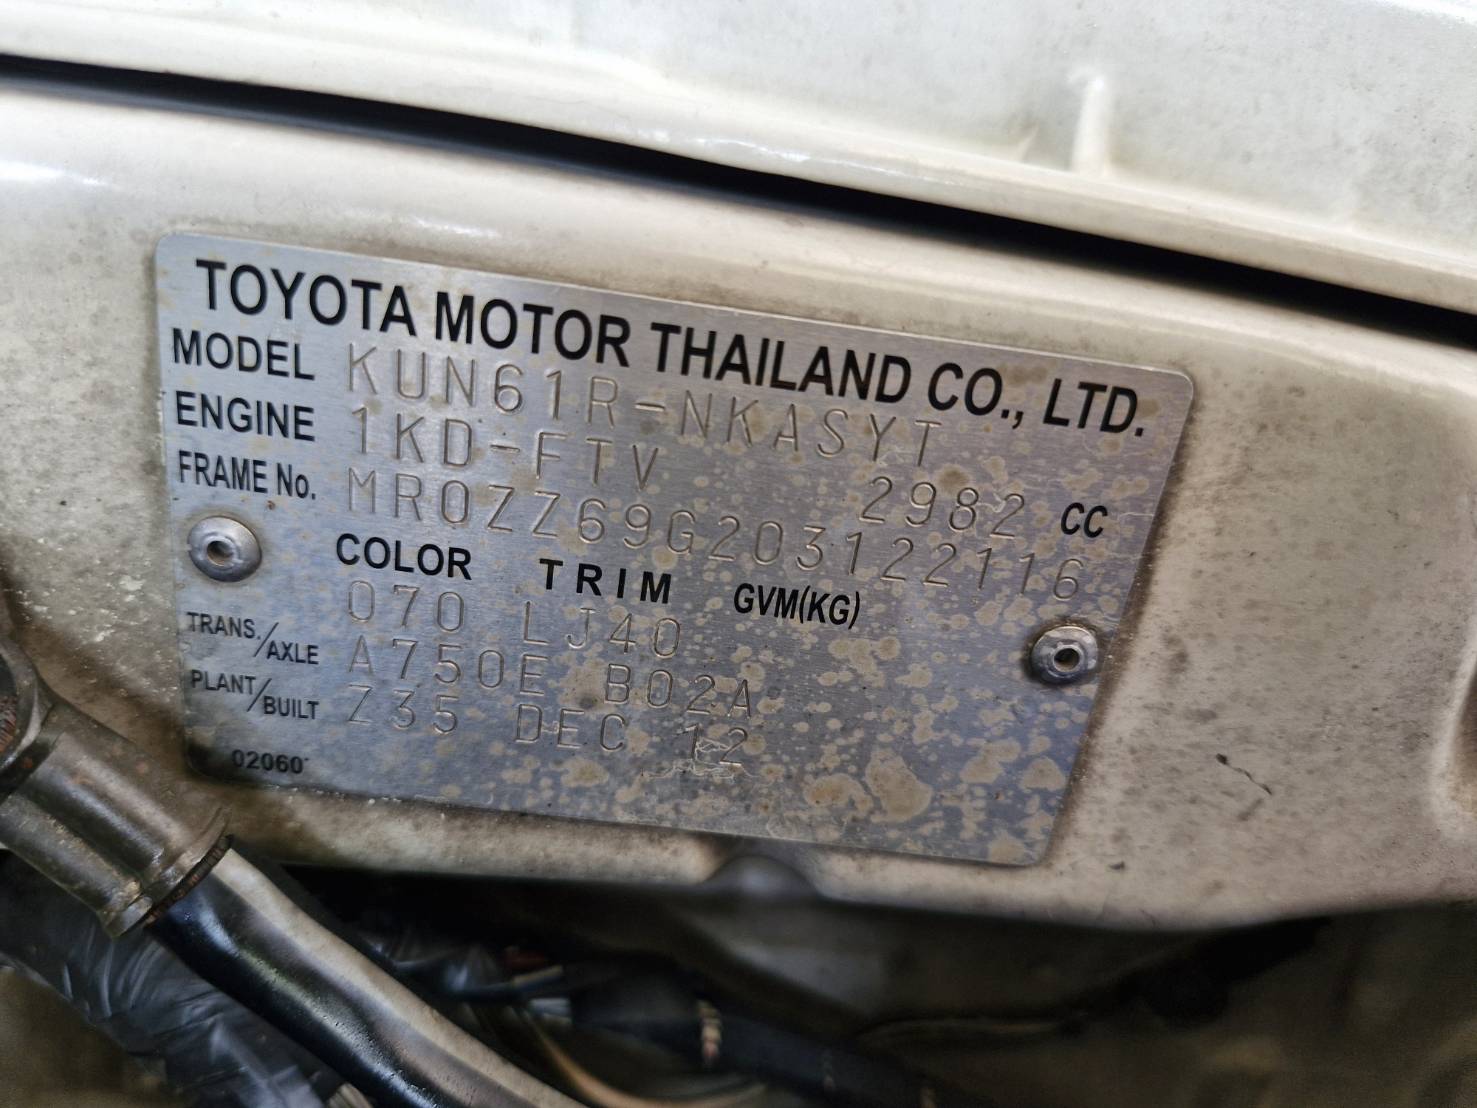 TOYOTA MOTOR THAILAND CO., LTD.
MODEL KUN61R-NKASYT
ENGINE 1KD-FTV 2982 CC
FRAME No. MR0ZZ69G203122116
COLOR TRIM GVM(KG)
070 LJ40
TRANS./AXLE A750E B02A
PLANT/BUILT Z35 DEC 12
02060